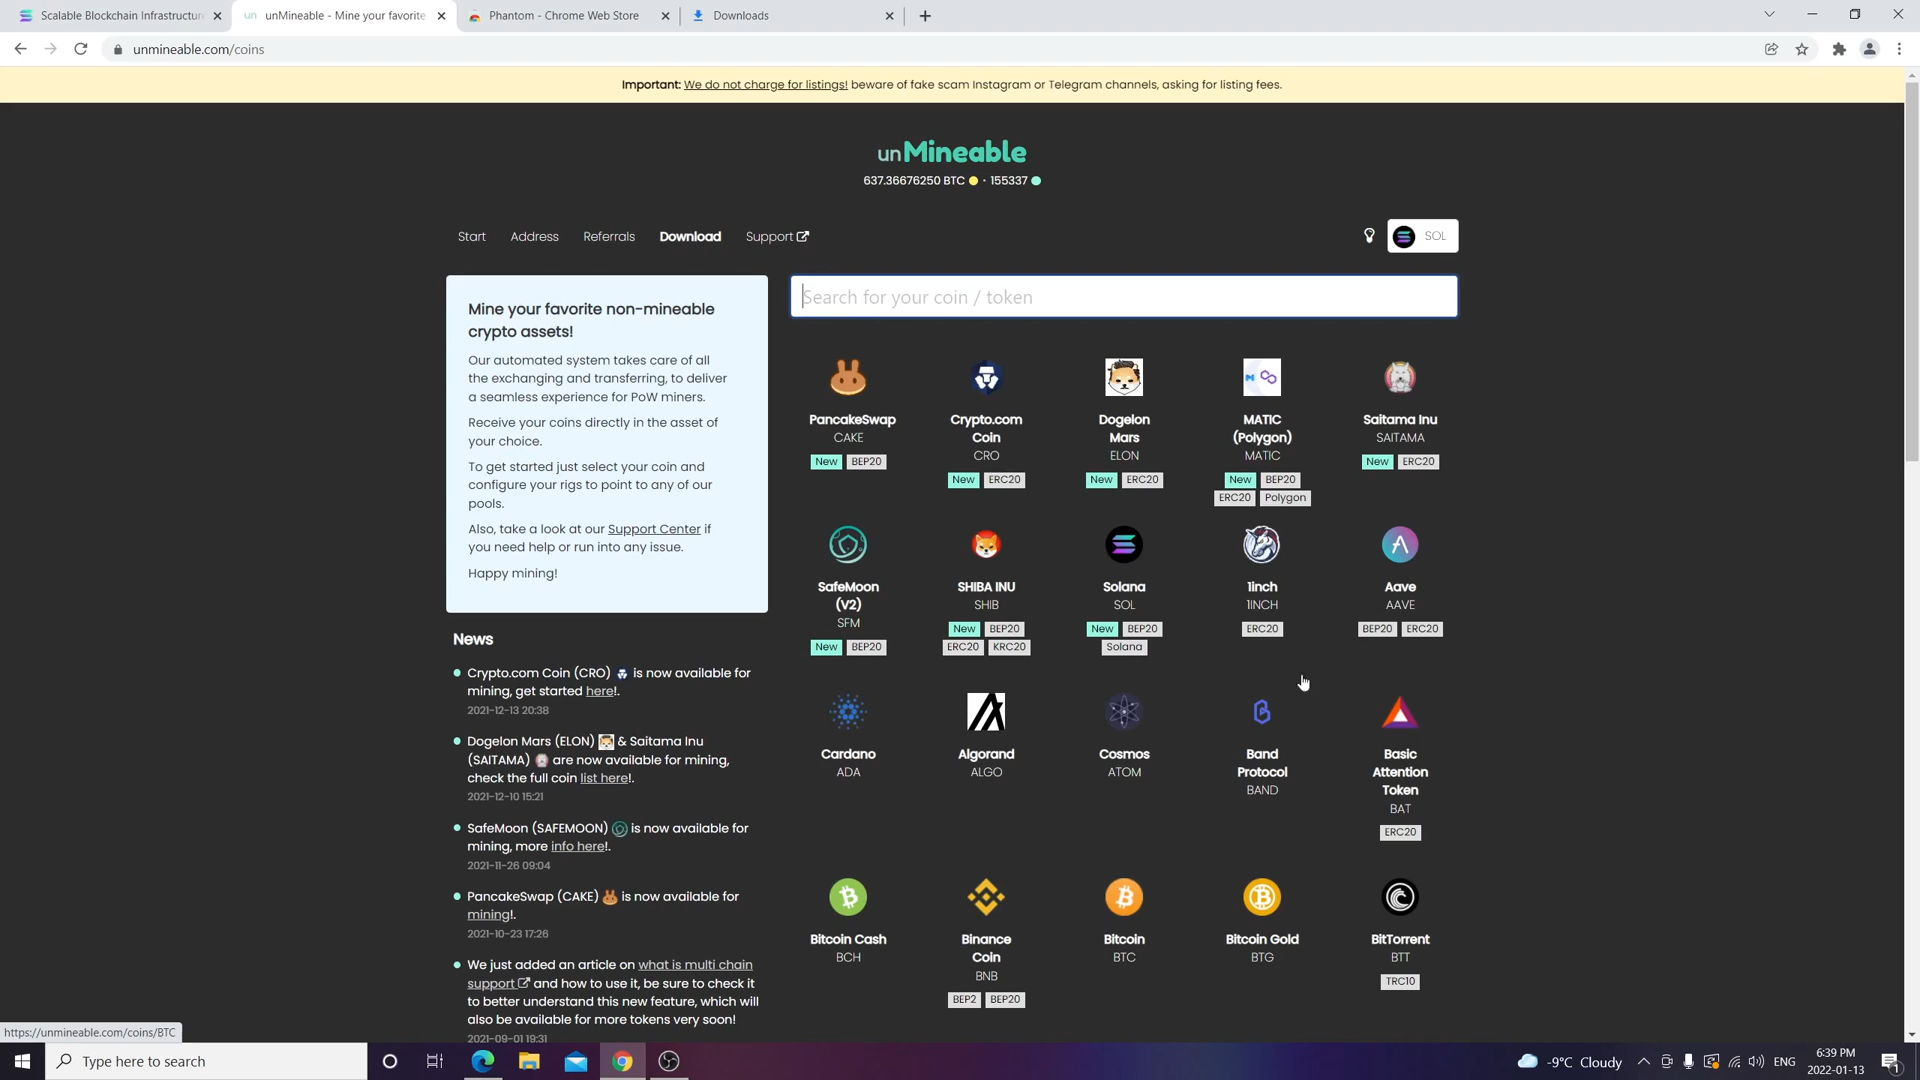 Scalable Blockchain Infrastructure
unMineable - Mine your favorite
Phantom - Chrome Web Store
Downloads
unmineable.com/coins
Important: We do not charge for listings! beware of fake scam Instagram or Telegram channels, asking for listing fees.
unMineable
637.36676250 BTC · 155337
Start Address Referrals Download Support
SOL
Mine your favorite non-mineable
crypto assets!
Our automated system takes care of all
the exchanging and transferring, to deliver
a seamless experience for PoW miners.
Receive your coins directly in the asset of
your choice.
To get started just select your coin and
configure your rigs to point to any of our
pools.
Also, take a look at our Support Center if
you need help or run into any issue.
Happy mining!
News
Crypto.com Coin (CRO) is now available for
mining, get started here!.
2021-12-13 20:38
Dogelon Mars (ELON) & Saitama Inu
(SAITAMA) are now available for mining,
check the full coin list here!.
2021-12-10 15:21
SafeMoon (SAFEMOON) is now available for
mining, more info here!.
2021-11-26 09:04
PancakeSwap (CAKE) is now available for
mining!.
2021-10-23 17:26
We just added an article on what is multi chain
support and how to use it, be sure to check it
to better understand this new feature, which will
also be available for more tokens very soon!
2021-09-01 19:31
Search for your coin / token
PancakeSwap
CAKE
New BEP20
Crypto.com
Coin
CRO
New ERC20
Dogelon
Mars
ELON
New ERC20
MATIC
(Polygon)
MATIC
New BEP20
ERC20 Polygon
Saitama Inu
SAITAMA
New ERC20
SafeMoon
(V2)
SFM
New BEP20
SHIBA INU
SHIB
New BEP20
ERC20 KRC20
Solana
SOL
New BEP20
Solana
1inch
1INCH
ERC20
Aave
AAVE
BEP20 ERC20
Cardano
ADA
Algorand
ALGO
Cosmos
ATOM
Band
Protocol
BAND
Basic
Attention
Token
BAT
ERC20
Bitcoin Cash
BCH
Binance
Coin
BNB
BEP2 BEP20
Bitcoin
BTC
Bitcoin Gold
BTG
BitTorrent
BTT
TRC10
https://unmineable.com/coins/BTC
Type here to search
-9°C Cloudy
ENG
6:39 PM
2022-01-13
1